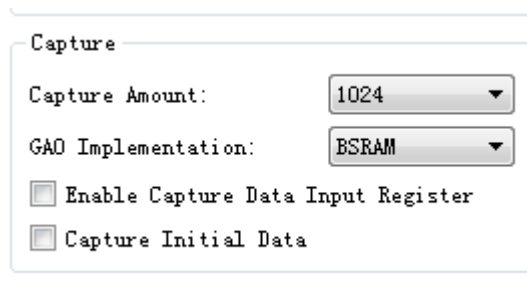 Capture
Capture Amount: 1024
GAO Implementation: BSRAM
Enable Capture Data Input Register
Capture Initial Data